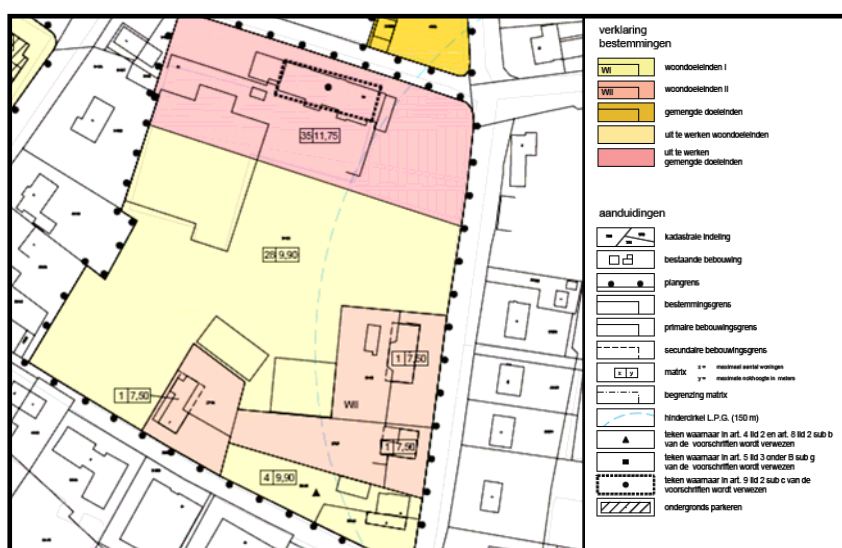 35 11,75
28 9,90
1 7,50
1 7,50
WII
1 7,50
4 9,90
verklaring
bestemmingen
WI woondoeleinden I
WII woondoeleinden II
gemengde doeleinden
uit te werken woondoeleinden
uit te werken
gemengde doeleinden
aanduidingen
kadastrale indeling
bestaande bebouwing
plangrens
bestemmingsgrens
primaire bebouwingsgrens
secundaire bebouwingsgrens
matrix
x y
x = maximaal aantal woningen
y = maximale nokhoogte in meters
begrenzing matrix
hindercirkel L.P.G. (150 m)
teken waarnaar in art. 4 lid 2 en art. 8 lid 2 sub b
van de voorschriften wordt verwezen
teken waarnaar in art. 5 lid 3 onder B sub g
van de voorschriften wordt verwezen
teken waarnaar in art. 9 lid 2 sub c van de
voorschriften wordt verwezen
ondergronds parkeren